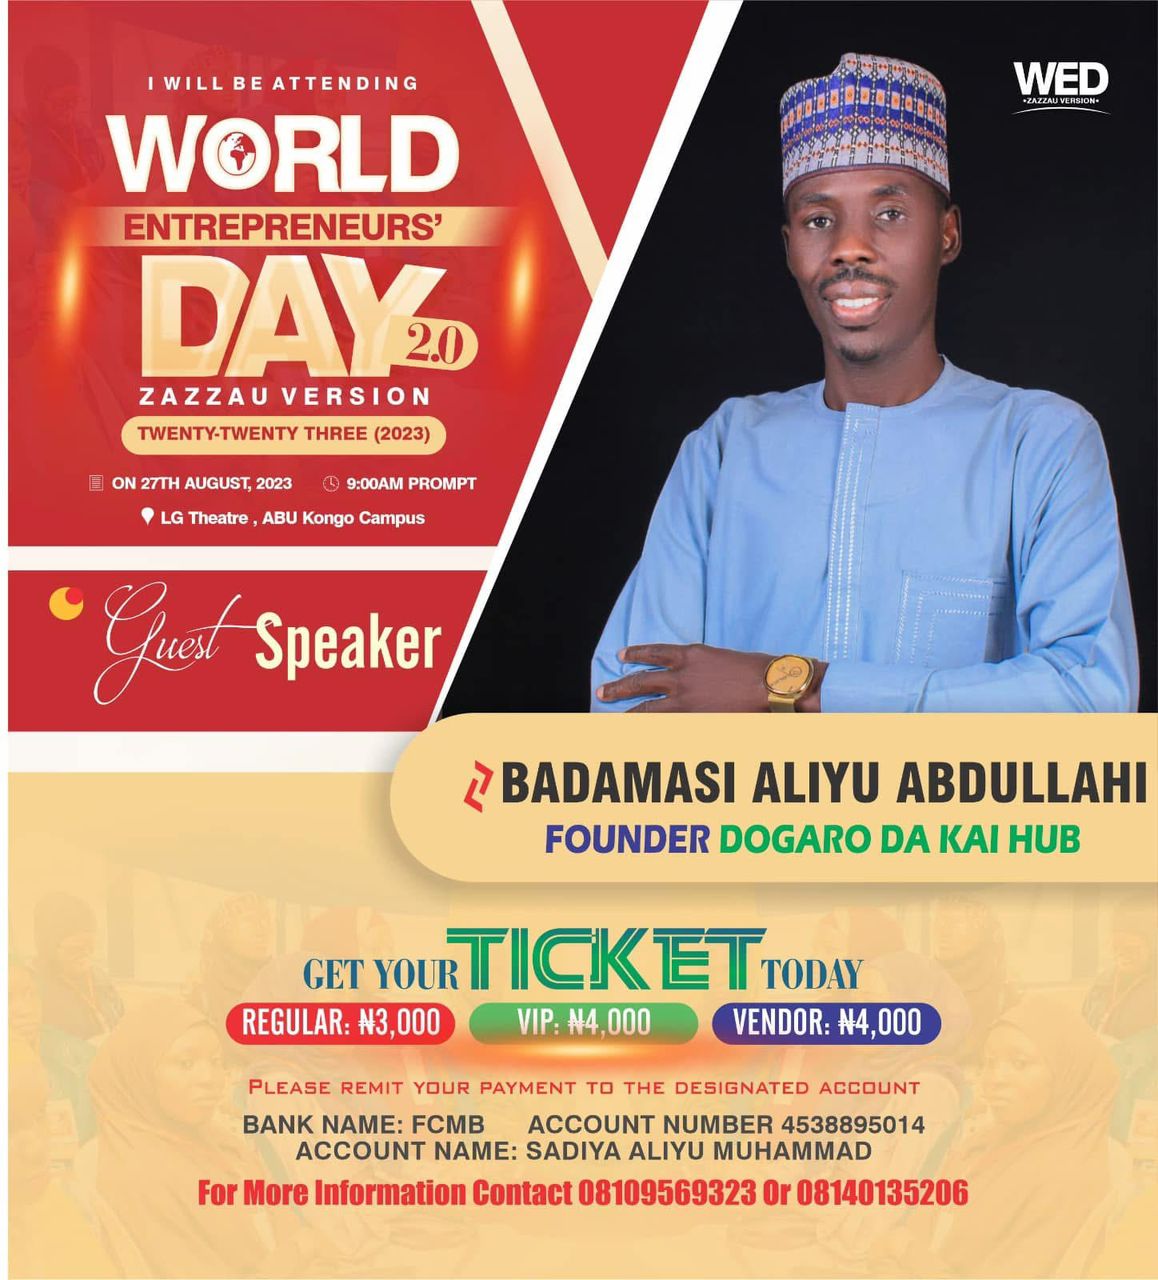 I WILL BE ATTENDING
WORLD
ENTREPRENEURS’
DAY
2.0
ZAZZAU VERSION
TWENTY-TWENTY THREE (2023)
ON 27TH AUGUST, 2023 9:00AM PROMPT
LG Theatre , ABU Kongo Campus
WED
•ZAZZAU VERSION•
Guest Speaker
BADAMASI ALIYU ABDULLAHI
FOUNDER DOGARO DA KAI HUB
GET YOUR TICKET TODAY
REGULAR: ₦3,000 VIP: ₦4,000 VENDOR: ₦4,000
PLEASE REMIT YOUR PAYMENT TO THE DESIGNATED ACCOUNT
BANK NAME: FCMB ACCOUNT NUMBER 4538895014
ACCOUNT NAME: SADIYA ALIYU MUHAMMAD
For More Information Contact 08109569323 Or 08140135206